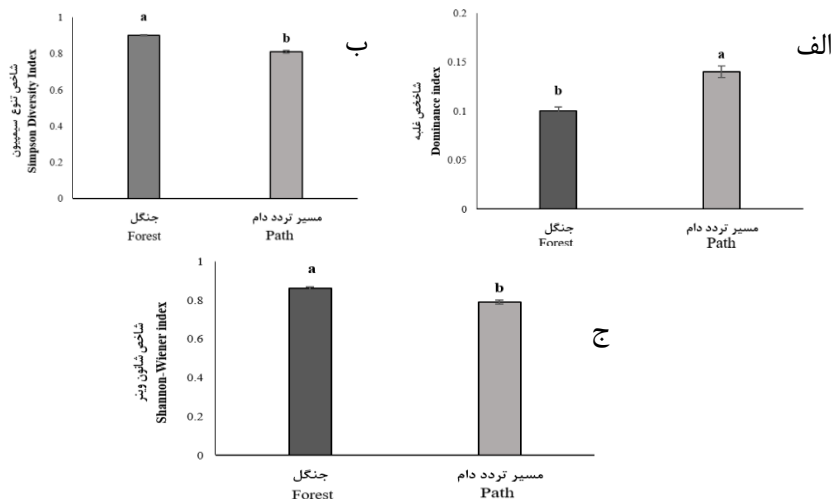 الف
شاخص غلبه
Dominance index
0.2
0.15
0.1
0.05
0
b
a
جنگل
Forest
مسیر تردد دام
Path
ب
شاخص تنوع سیمپسون
Simpson Diversity Index
1
0.8
0.6
0.4
0.2
0
a
b
جنگل
Forest
مسیر تردد دام
Path
ج
شاخص شانون وینر
Shannon-Wiener index
1
0.8
0.6
0.4
0.2
0
a
b
جنگل
Forest
مسیر تردد دام
Path